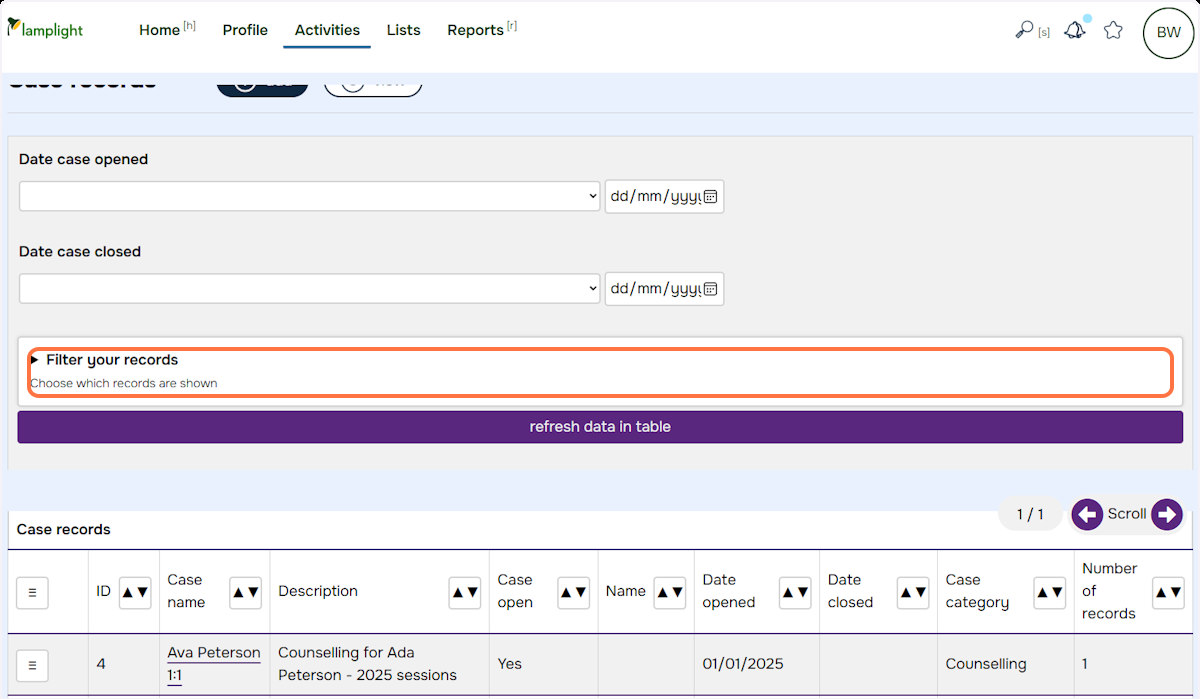 lamplight
Home [h]
Profile
Activities
Lists
Reports [r]
[s]
BW
Case records
Date case opened
dd/mm/yyyy
Date case closed
dd/mm/yyyy
Filter your records
Choose which records are shown
refresh data in table
1 / 1
Scroll
Case records
ID
Case name
Description
Case open
Name
Date opened
Date closed
Case category
Number of records
4
Ava Peterson
1:1
Counselling for Ada
Peterson - 2025 sessions
Yes
01/01/2025
Counselling
1